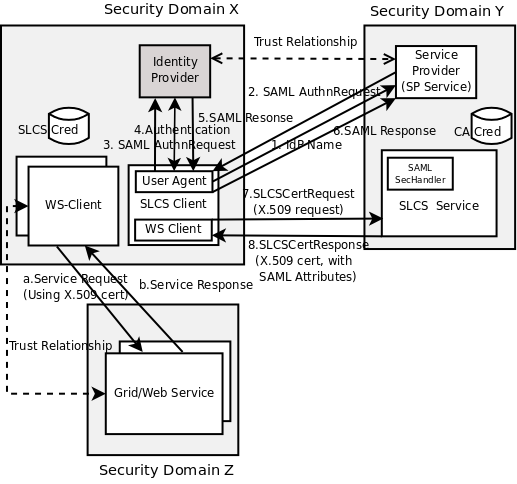 Security Domain X
Security Domain Y
Identity
Provider
Trust Relationship
Service
Provider
(SP Service)
2. SAML AuthnRequest
5.SAML Resonse
SLCS Cred
4.Authentication
6.SAML Response
CA Cred
3. SAML AuthnRequest
1. IdP Name
SAML
SecHandler
User Agent
SLCS Client
WS Client
WS-Client
7.SLCSCertRequest
(X.509 request)
SLCS Service
8.SLCSCertResponse
(X.509 cert, with
SAML Attributes)
a.Service Request
(Using X.509 cert)
b.Service Response
Trust Relationship
Grid/Web Service
Security Domain Z